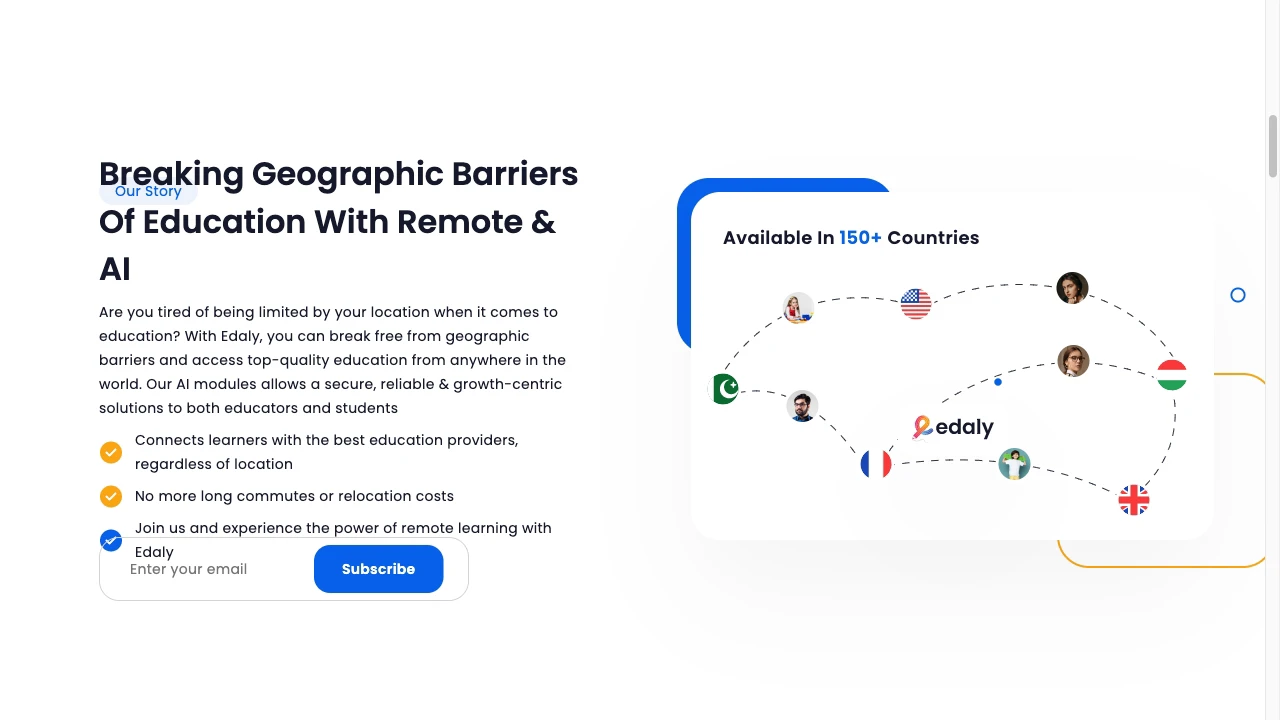 Our Story
Breaking Geographic Barriers
Of Education With Remote &
AI
Are you tired of being limited by your location when it comes to
education? With Edaly, you can break free from geographic
barriers and access top-quality education from anywhere in the
world. Our AI modules allows a secure, reliable & growth-centric
solutions to both educators and students
Connects learners with the best education providers,
regardless of location
No more long commutes or relocation costs
Join us and experience the power of remote learning with
Edaly
Enter your email
Subscribe
Available In 150+ Countries
edaly